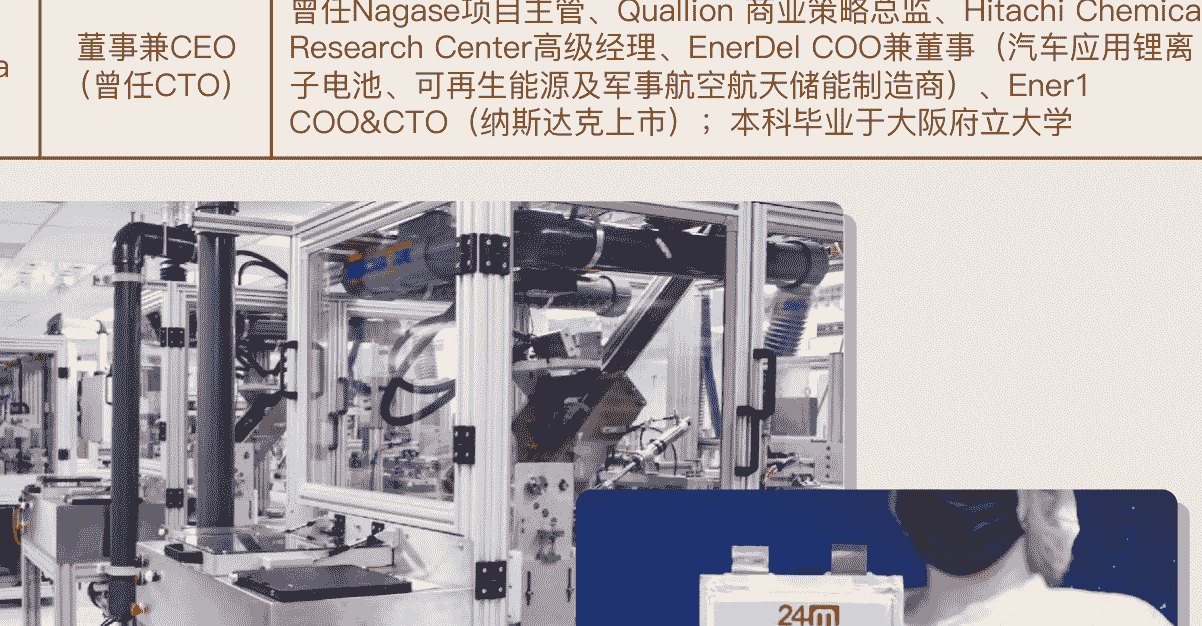 a
董事兼CEO
（曾任CTO）
曾任Nagase项目主管、Quallion 商业策略总监、Hitachi Chemica
Research Center高级经理、EnerDel COO兼董事（汽车应用锂离
子电池、可再生能源及军事航空航天储能制造商）、Ener1
COO&CTO（纳斯达克上市）；本科毕业于大阪府立大学
24m